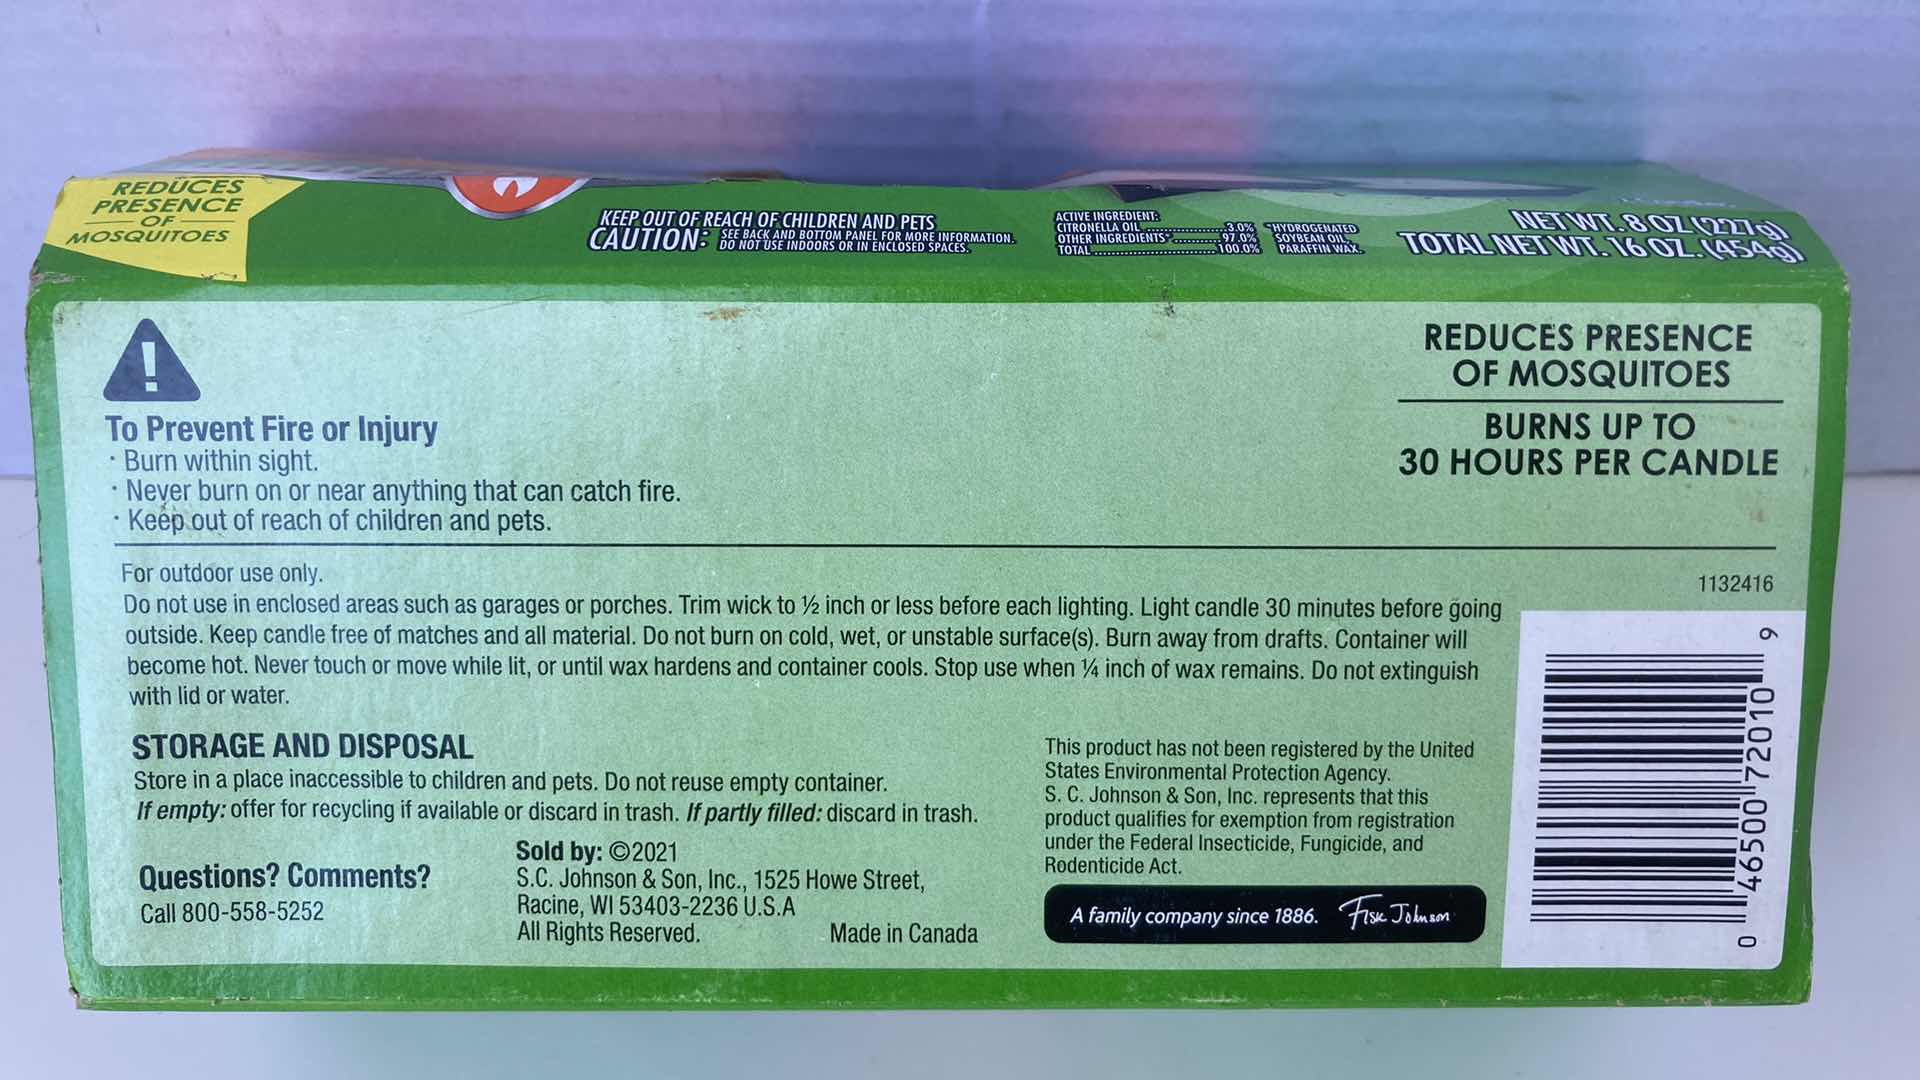 REDUCES
PRESENCE
OF
MOSQUITOES
KEEP OUT OF REACH OF CHILDREN AND PETS
CAUTION: SEE BACK AND BOTTOM PANEL FOR MORE INFORMATION.
DO NOT USE INDOORS OR IN ENCLOSED SPACES.
ACTIVE INGREDIENT:
CITRONELLA OIL ............... 3.0%
OTHER INGREDIENTS* ......... 97.0%
TOTAL ........................... 100.0%
*HYDROGENATED
SOYBEAN OIL,
PARAFFIN WAX.
NET WT. 8 OZ (227g)
TOTAL NET WT. 16 OZ. (454g)
!
To Prevent Fire or Injury
· Burn within sight.
· Never burn on or near anything that can catch fire.
· Keep out of reach of children and pets.
REDUCES PRESENCE
OF MOSQUITOES
BURNS UP TO
30 HOURS PER CANDLE
For outdoor use only.
Do not use in enclosed areas such as garages or porches. Trim wick to ½ inch or less before each lighting. Light candle 30 minutes before going
outside. Keep candle free of matches and all material. Do not burn on cold, wet, or unstable surface(s). Burn away from drafts. Container will
become hot. Never touch or move while lit, or until wax hardens and container cools. Stop use when ¼ inch of wax remains. Do not extinguish
with lid or water.
1132416
STORAGE AND DISPOSAL
Store in a place inaccessible to children and pets. Do not reuse empty container.
If empty: offer for recycling if available or discard in trash. If partly filled: discard in trash.
Questions? Comments?
Call 800-558-5252
Sold by: ©2021
S.C. Johnson & Son, Inc., 1525 Howe Street,
Racine, WI 53403-2236 U.S.A
All Rights Reserved.
Made in Canada
This product has not been registered by the United
States Environmental Protection Agency.
S. C. Johnson & Son, Inc. represents that this
product qualifies for exemption from registration
under the Federal Insecticide, Fungicide, and
Rodenticide Act.
A family company since 1886. Fisk Johnson
0 46500 72010 9